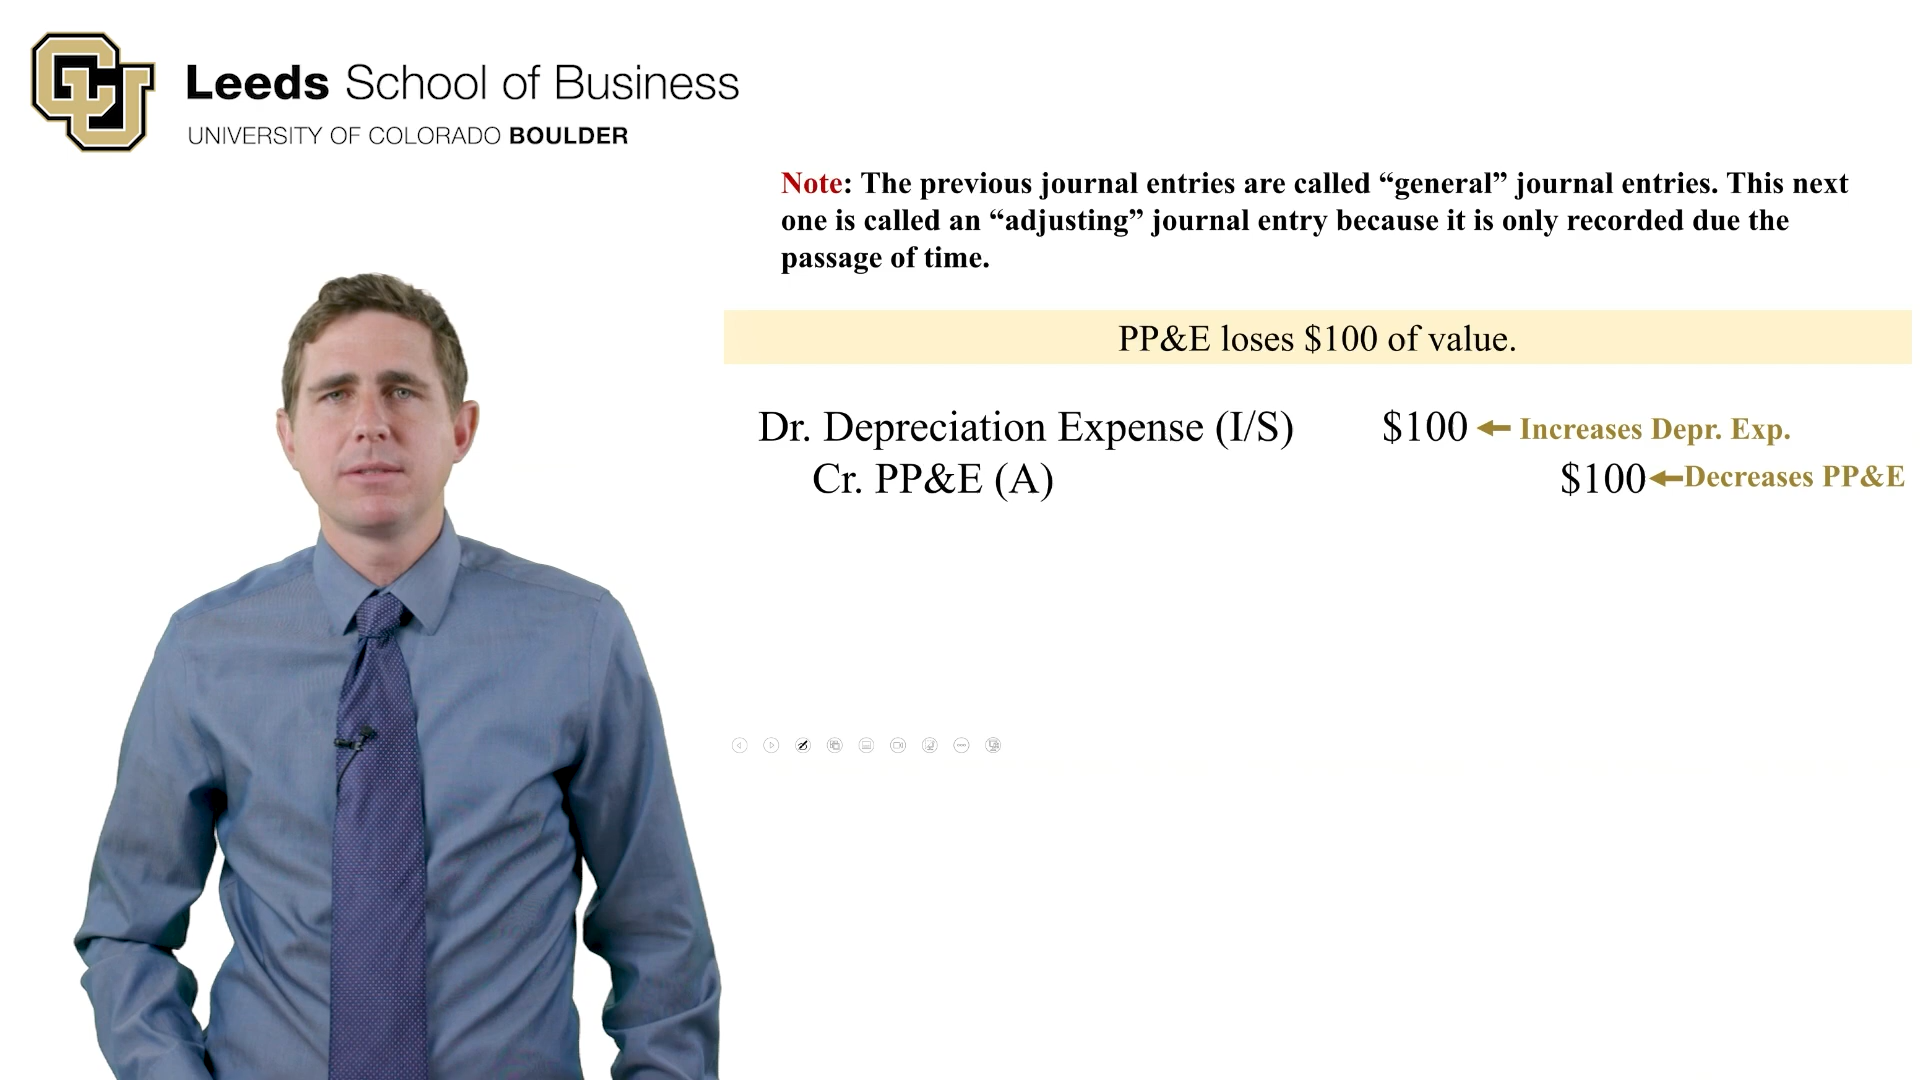 Leeds School of Business
UNIVERSITY OF COLORADO BOULDER
Note: The previous journal entries are called “general” journal entries. This next
one is called an “adjusting” journal entry because it is only recorded due the
passage of time.
PP&E loses $100 of value.
Dr. Depreciation Expense (I/S) $100 Increases Depr. Exp.
Cr. PP&E (A) $100 Decreases PP&E